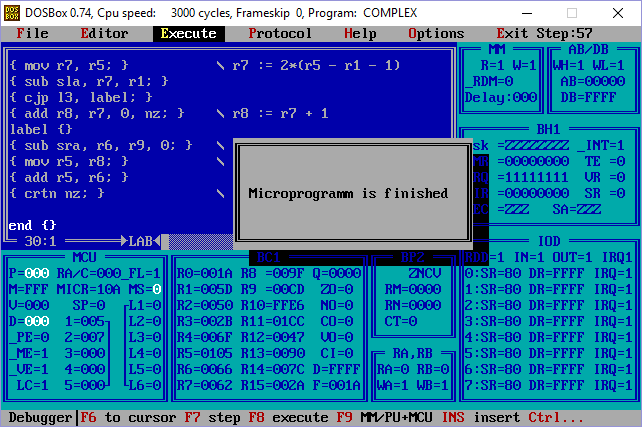 DOSBox 0.74, Cpu speed: 3000 cycles, Frameskip 0, Program: COMPLEX
File Editor Execute Protocol Help Options Exit Step:57
{ mov r7, r5; } \ r7 := 2*(r5 - r1 - 1)
{ sub sla, r7, r1; }
{ cjp l3, label; }
{ add r8, r7, 0, nz; } \ r8 := r7 + 1
label {}
{ sub sra, r6, r9, 0; } \
{ mov r5, r8; } \
{ add r5, r6; } \
{ crtn nz; } \
end {}
30:1 LAB
Microprogramm is finished
MM
R=1 W=1
_RDM=0
Delay:000
AB/DB
WH=1 WL=1
AB=00000
DB=FFFF
BH1
sk =ZZZZZZZZ _INT=1
MR =00000000 TE =0
RQ =11111111 VR =0
IR =00000000 SR =0
EC =ZZZ SA=ZZZ
MCU
P=000 RA/C=000_FL=1
M=FFF MICR=10A MS=0
V=000 SP=0 L1=0
D=000 1=005 L2=0
_PE=0 2=007 L3=0
_ME=1 3=000 L4=0
_VE=1 4=000 L5=0
LC=1 5=000 L6=0
BC1
R0=001A R8 =009F Q=0000
R1=005D R9 =00CD ZO=0
R2=0050 R10=FFE6 NO=0
R3=002B R11=01CC CO=0
R4=006F R12=0047 VO=0
R5=0105 R13=0090 CI=0
R6=0066 R14=007C D=FFFF
R7=0062 R15=002A F=001A
BPZ
ZNCV
RM=0000
RN=0000
CT=0
RA,RB
RA=0 RB=0
WA=1 WB=1
IOD
RDD=1 IN=1 OUT=1 IRQ1
0:SR=80 DR=FFFF IRQ=1
1:SR=80 DR=FFFF IRQ=1
2:SR=80 DR=FFFF IRQ=1
3:SR=80 DR=FFFF IRQ=1
4:SR=80 DR=FFFF IRQ=1
5:SR=80 DR=FFFF IRQ=1
6:SR=80 DR=FFFF IRQ=1
7:SR=80 DR=FFFF IRQ=1
Debugger F6 to cursor F7 step F8 execute F9 MM/PU+MCU INS insert Ctrl...